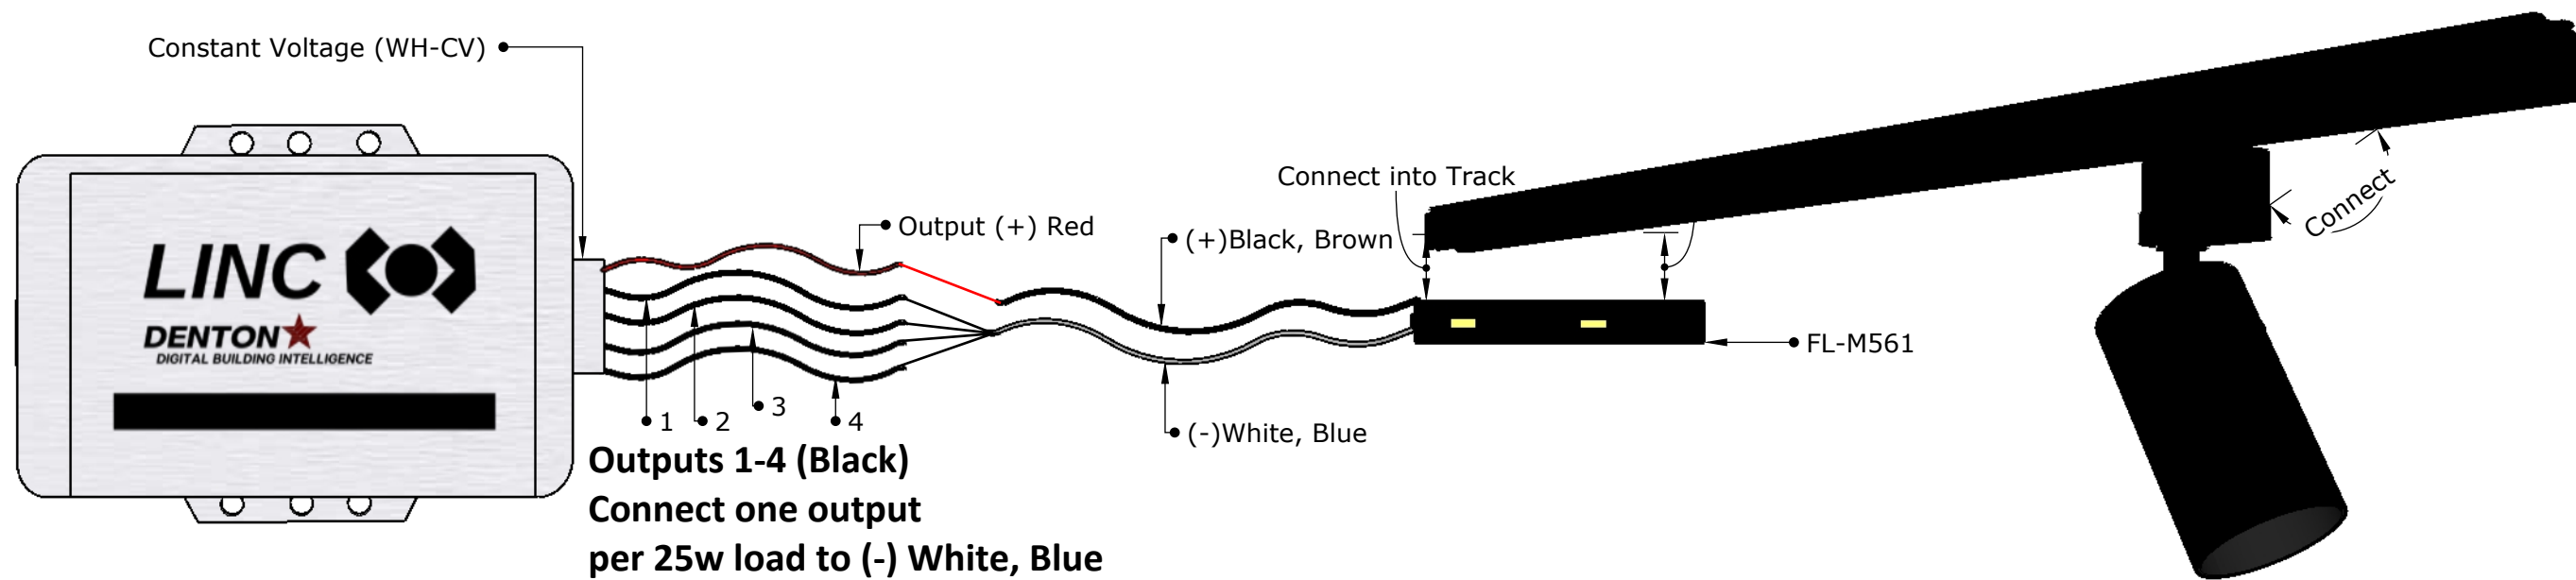 Constant Voltage (WH-CV)
Connect into Track
Connect
Output (+) Red
(+)Black, Brown
LINC
DENTON
DIGITAL BUILDING INTELLIGENCE
FL-M561
1
2
3
4
(-)White, Blue
Outputs 1-4 (Black)
Connect one output
per 25w load to (-) White, Blue